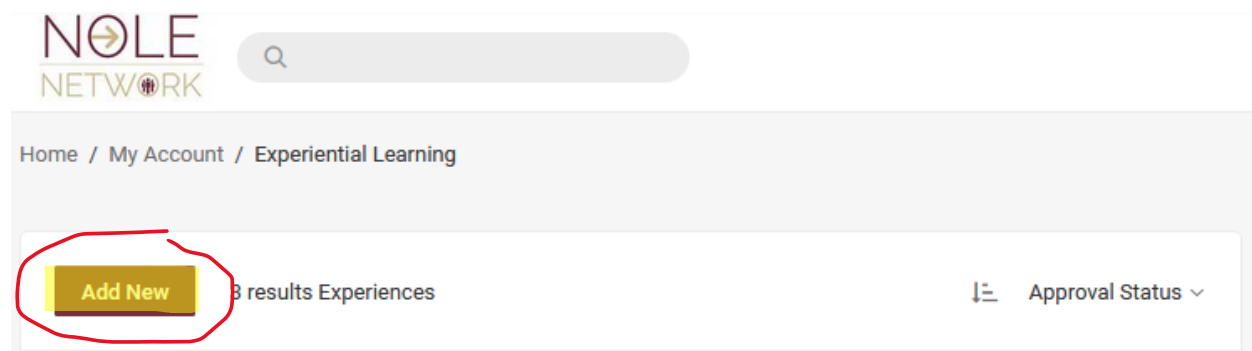 NOLE
NETWORK
Home / My Account / Experiential Learning
Add New results Experiences Approval Status